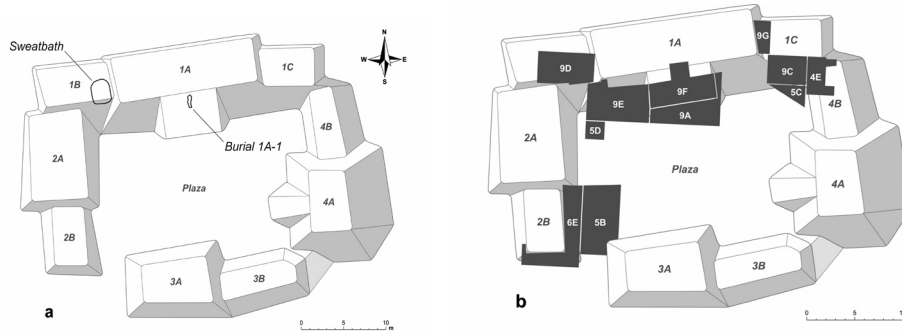 Sweatbath
1B
1A
1C
N
W
E
S
4B
Burial 1A-1
2A
Plaza
4A
2B
3A
3B
a
0
5
10
m
1A
9G
1C
9D
9C
4E
5C
9E
9F
9A
4B
5D
2A
Plaza
4A
2B
6E
5B
3A
3B
b
0
5